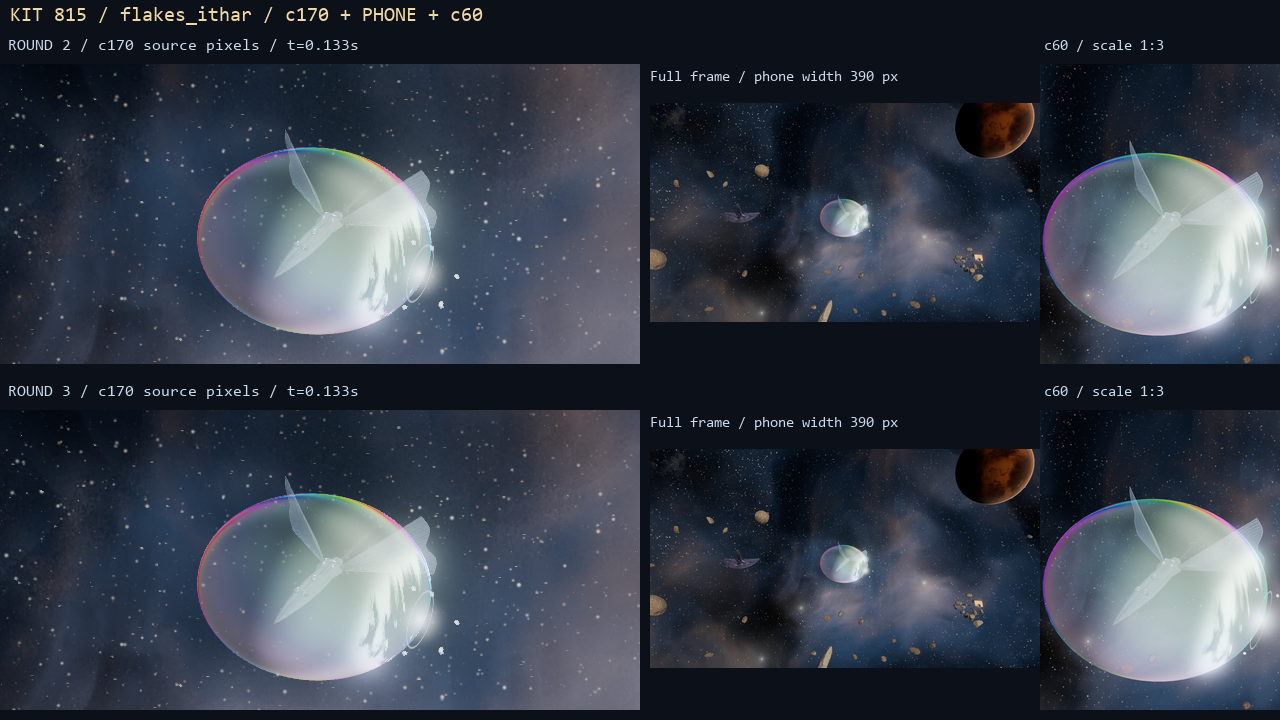 KIT 815 / flakes_ithar / c170 + PHONE + c60
ROUND 2 / c170 source pixels / t=0.133s
Full frame / phone width 390 px
c60 / scale 1:3
ROUND 3 / c170 source pixels / t=0.133s
Full frame / phone width 390 px
c60 / scale 1:3